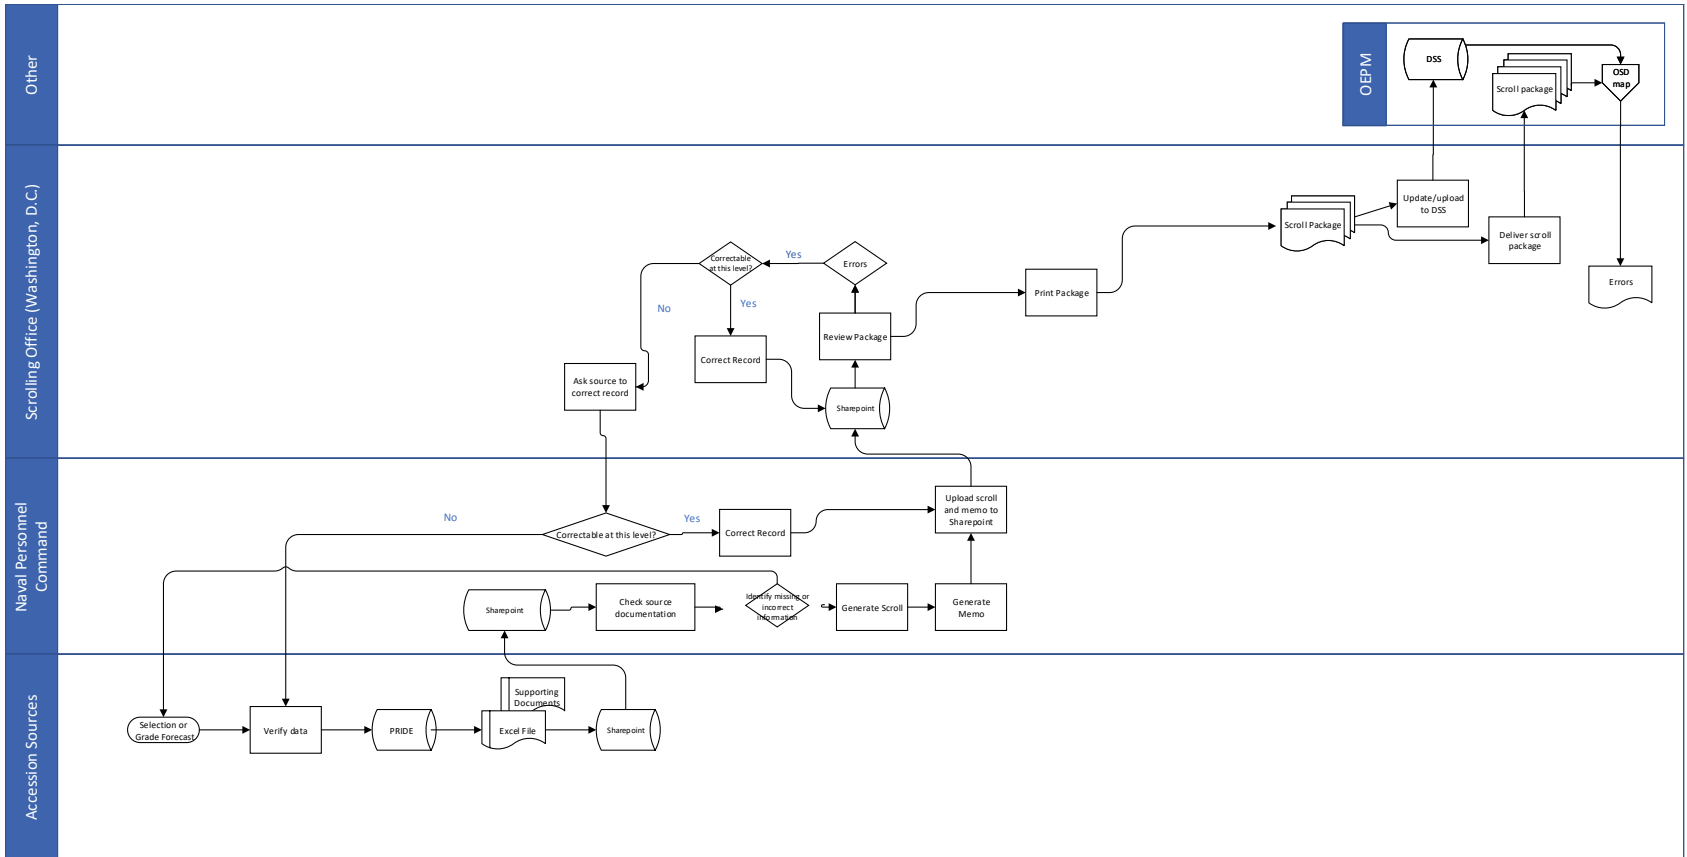 Other
OEPM
DSS
Scroll package
OSD
map
Scrolling Office (Washington, D.C.)
Update/upload
to DSS
Scroll Package
Deliver scroll
package
Errors
Correctable
at this level?
Yes
Errors
No
Yes
Print Package
Review Package
Correct Record
Ask source to
correct record
Sharepoint
Naval Personnel
Command
Upload scroll
and memo to
Sharepoint
No
Correctable at this level?
Yes
Correct Record
Sharepoint
Check source
documentation
Identify missing or
incorrect
information
Generate Scroll
Generate
Memo
Accession Sources
Selection or
Grade Forecast
Verify data
PRIDE
Supporting
Documents
Excel File
Sharepoint